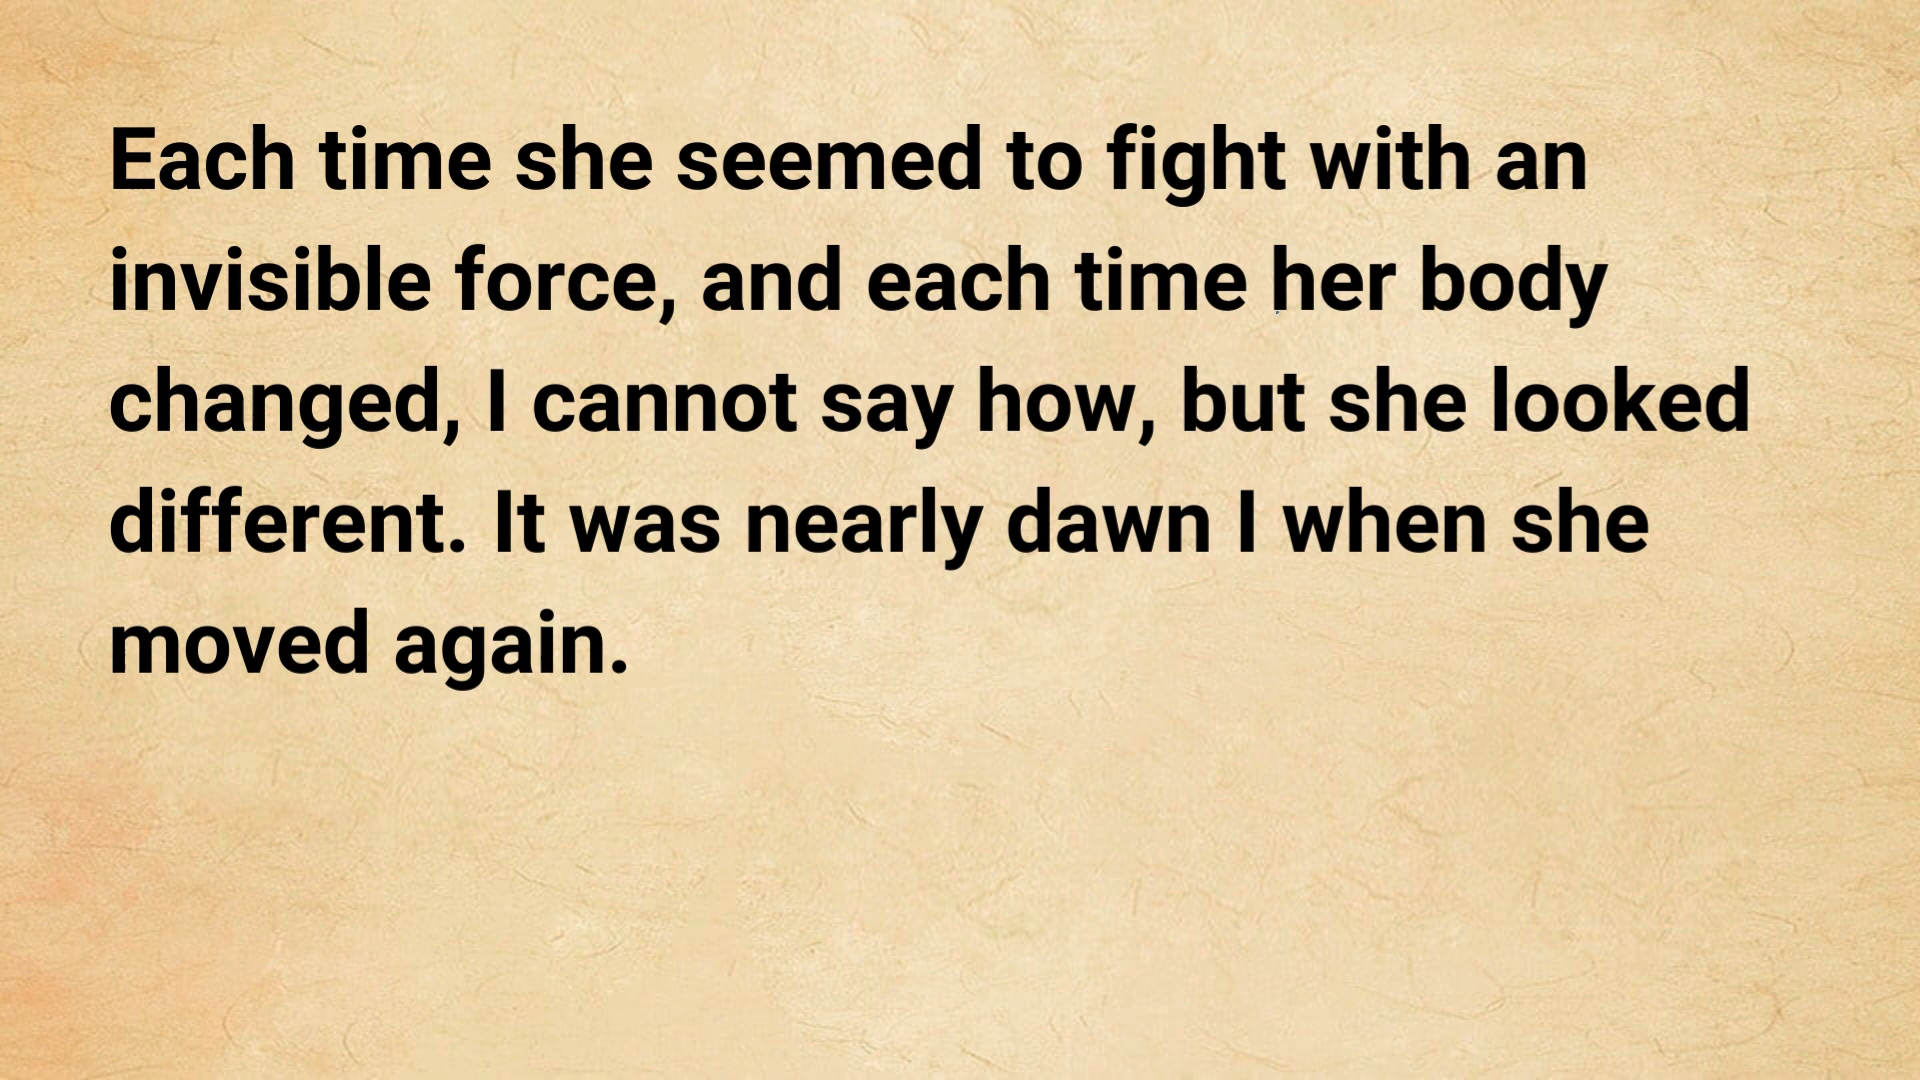 Each time she seemed to fight with an
invisible force, and each time her body
changed, I cannot say how, but she looked
different. It was nearly dawn I when she
moved again.